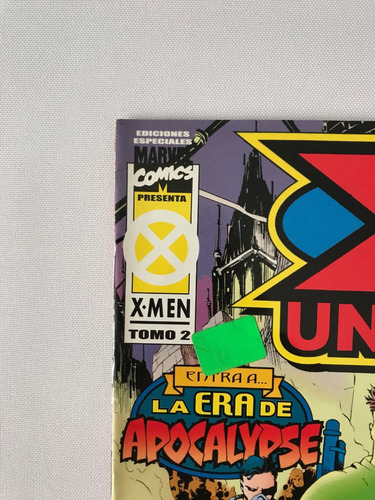 EDICIONES
ESPECIALES
MARVEL
COMICS
PRESENTA
X-MEN
TOMO 2
UN
ENTRA A...
LA ERA DE
APOCALYPSE